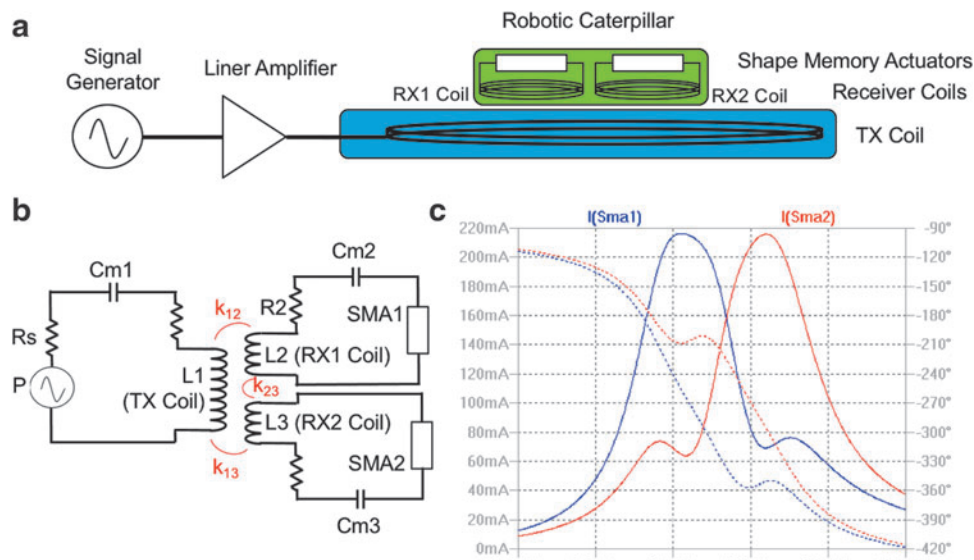 a
Robotic Caterpillar
Signal
Generator
Liner Amplifier
Shape Memory Actuators
RX1 Coil
RX2 Coil
Receiver Coils
TX Coil
b
Cm1
Cm2
Rs
R2
SMA1
k12
L2 (RX1 Coil)
P
L1
(TX Coil)
k23
L3 (RX2 Coil)
SMA2
k13
Cm3
c
I(Sma1)
I(Sma2)
220mA
200mA
180mA
160mA
140mA
120mA
100mA
80mA
60mA
40mA
20mA
0mA
-90°
-120°
-150°
-180°
-210°
-240°
-270°
-300°
-330°
-360°
-390°
-420°